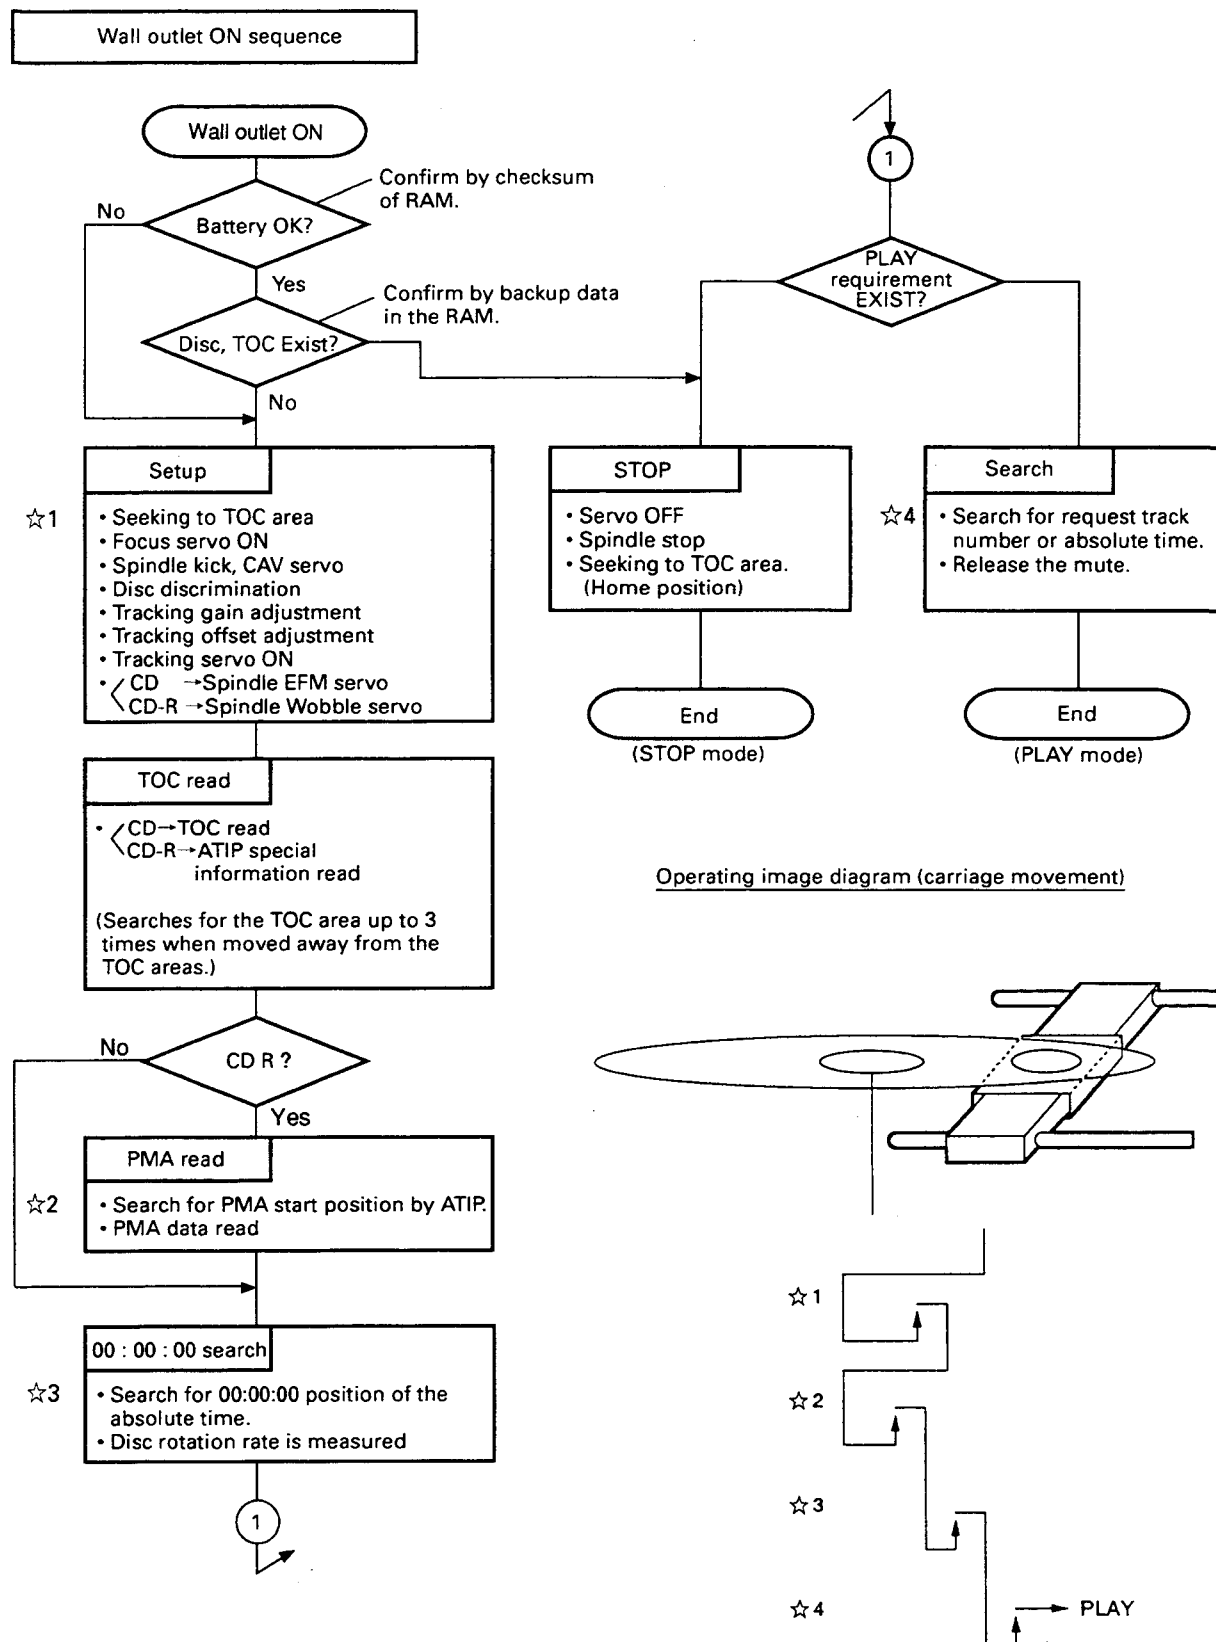 Wall outlet ON sequence
Wall outlet ON
Confirm by checksum
of RAM.
No
Battery OK?
Yes
Confirm by backup data
in the RAM.
Disc, TOC Exist?
No
Setup
☆1
• Seeking to TOC area
• Focus servo ON
• Spindle kick, CAV servo
• Disc discrimination
• Tracking gain adjustment
• Tracking offset adjustment
• Tracking servo ON
• CD →Spindle EFM servo
CD-R →Spindle Wobble servo
TOC read
• CD→TOC read
CD-R→ATIP special
information read
(Searches for the TOC area up to 3
times when moved away from the
TOC areas.)
No
CD R ?
Yes
PMA read
☆2
• Search for PMA start position by ATIP.
• PMA data read
00 : 00 : 00 search
☆3
• Search for 00:00:00 position of the
absolute time.
• Disc rotation rate is measured
1
1
PLAY
requirement
EXIST?
STOP
• Servo OFF
• Spindle stop
• Seeking to TOC area.
(Home position)
End
(STOP mode)
Search
☆4
• Search for request track
number or absolute time.
• Release the mute.
End
(PLAY mode)
Operating image diagram (carriage movement)
☆1
☆2
☆3
☆4
PLAY